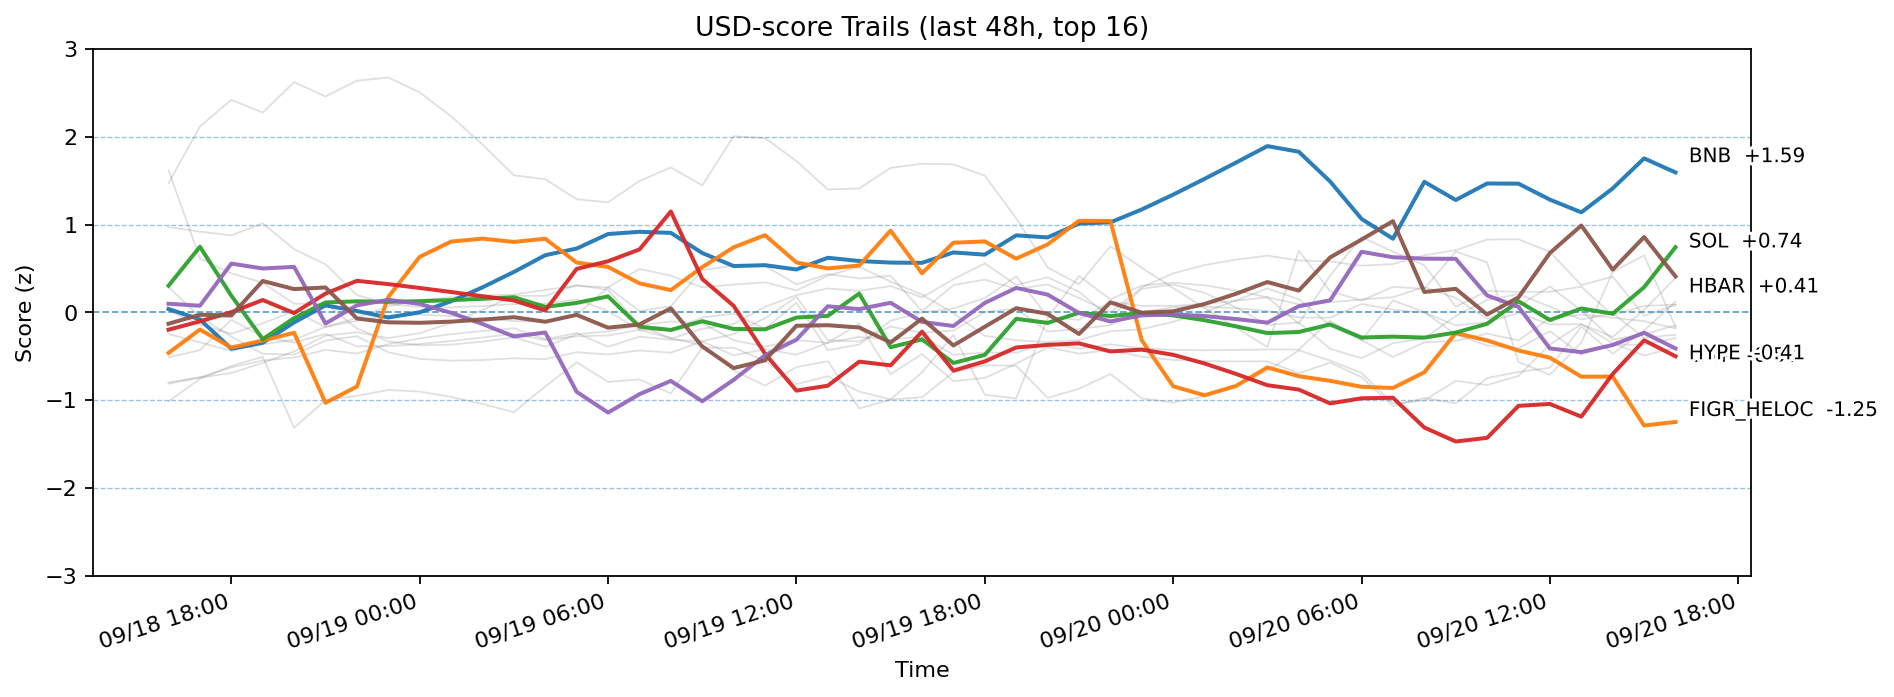 USD-score Trails (last 48h, top 16)
Score (z)
3
2
1
0
−1
−2
−3
BNB +1.59
SOL +0.74
HBAR +0.41
HYPE -0.41
FIGR_HELOC -1.25
09/18 18:00
09/19 00:00
09/19 06:00
09/19 12:00
09/19 18:00
09/20 00:00
09/20 06:00
09/20 12:00
09/20 18:00
Time